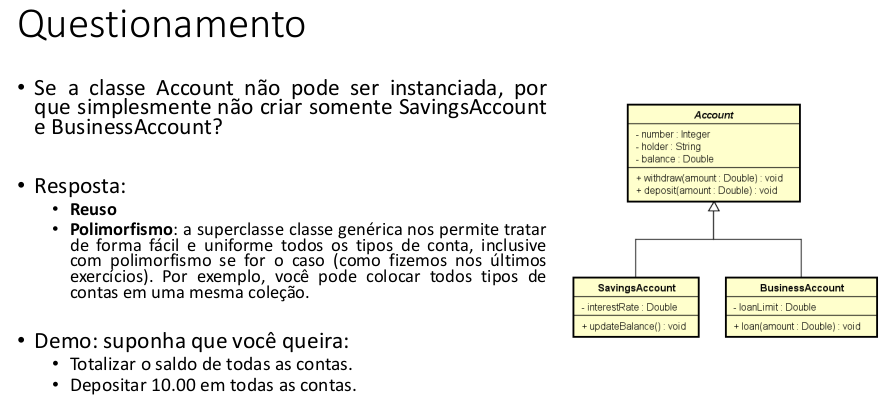 Questionamento
• Se a classe Account não pode ser instanciada, por
que simplesmente não criar somente SavingsAccount
e BusinessAccount?
• Resposta:
• Reuso
• Polimorfismo: a superclasse classe genérica nos permite tratar
de forma fácil e uniforme todos os tipos de conta, inclusive
com polimorfismo se for o caso (como fizemos nos últimos
exercícios). Por exemplo, você pode colocar todos tipos de
contas em uma mesma coleção.
• Demo: suponha que você queira:
• Totalizar o saldo de todas as contas.
• Depositar 10.00 em todas as contas.
Account
- number : Integer
- holder : String
- balance : Double
+ withdraw(amount : Double) : void
+ deposit(amount : Double) : void
SavingsAccount
- interestRate : Double
+ updateBalance() : void
BusinessAccount
- loanLimit : Double
+ loan(amount : Double) : void